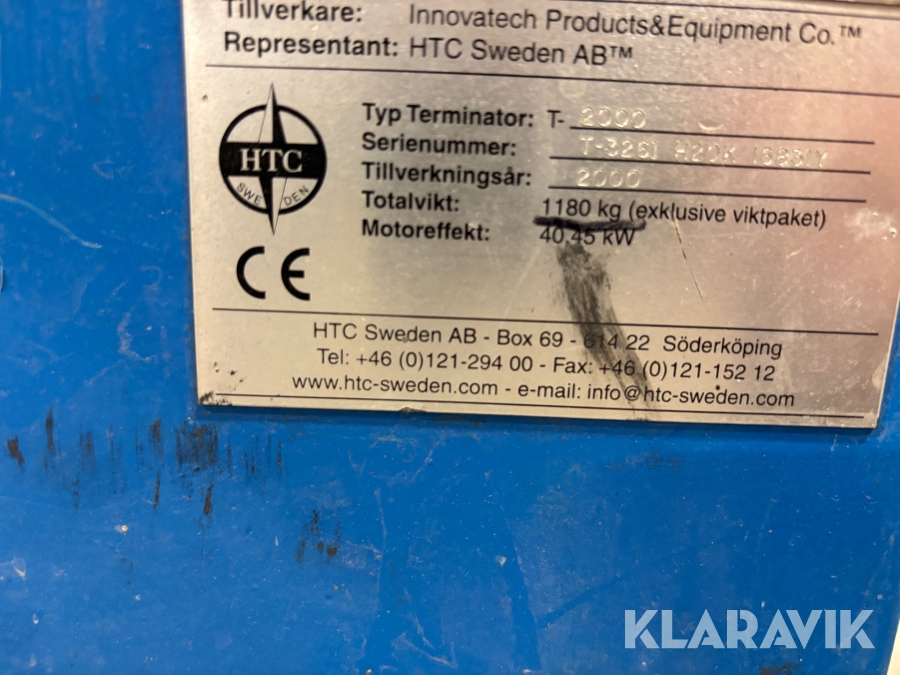 Tillverkare: Innovatech Products&Equipment Co.™
Representant: HTC Sweden AB™
HTC
SWEDEN
Typ Terminator: T- 2000
Serienummer: T-3261 H20K
Tillverkningsår: 2000
Totalvikt: 1180 kg (exklusive viktpaket)
Motoreffekt: 40,45 kW
CE
HTC Sweden AB - Box 69 - 614 22 Söderköping
Tel: +46 (0)121-294 00 - Fax: +46 (0)121-152 12
www.htc-sweden.com - e-mail: info@htc-sweden.com
KLARAVIK